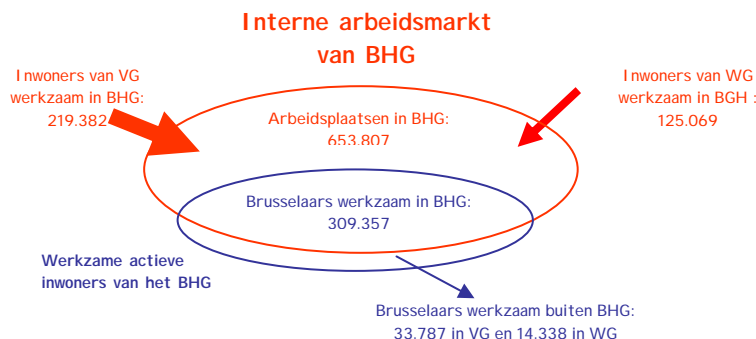 Interne arbeidsmarkt
van BHG
Inwoners van VG
werkzaam in BHG:
219.382
Inwoners van WG
werkzaam in BGH :
125.069
Arbeidsplaatsen in BHG:
653.807
Brusselaars werkzaam in BHG:
309.357
Werkzame actieve
inwoners van het BHG
Brusselaars werkzaam buiten BHG:
33.787 in VG en 14.338 in WG